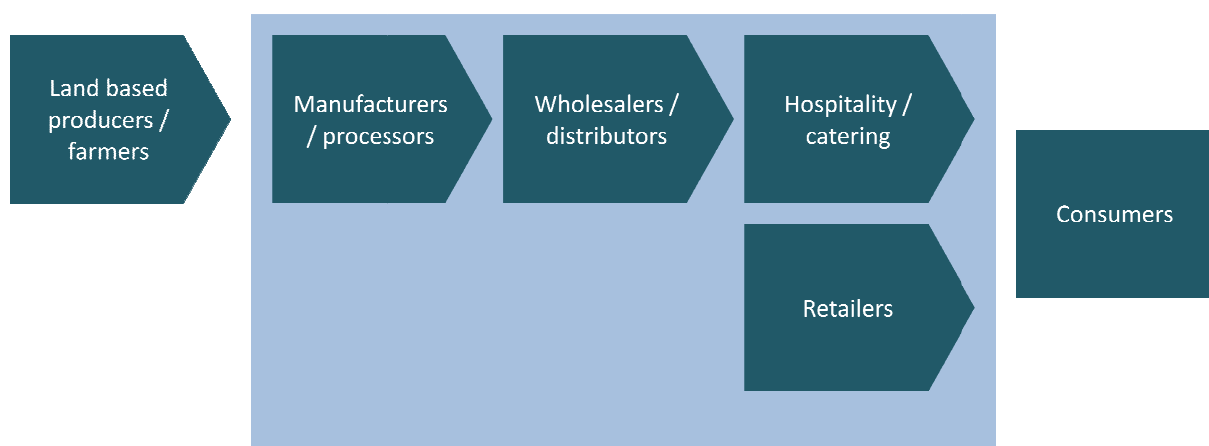 Land based
producers /
farmers
Manufacturers
/ processors
Wholesalers /
distributors
Hospitality /
catering
Retailers
Consumers